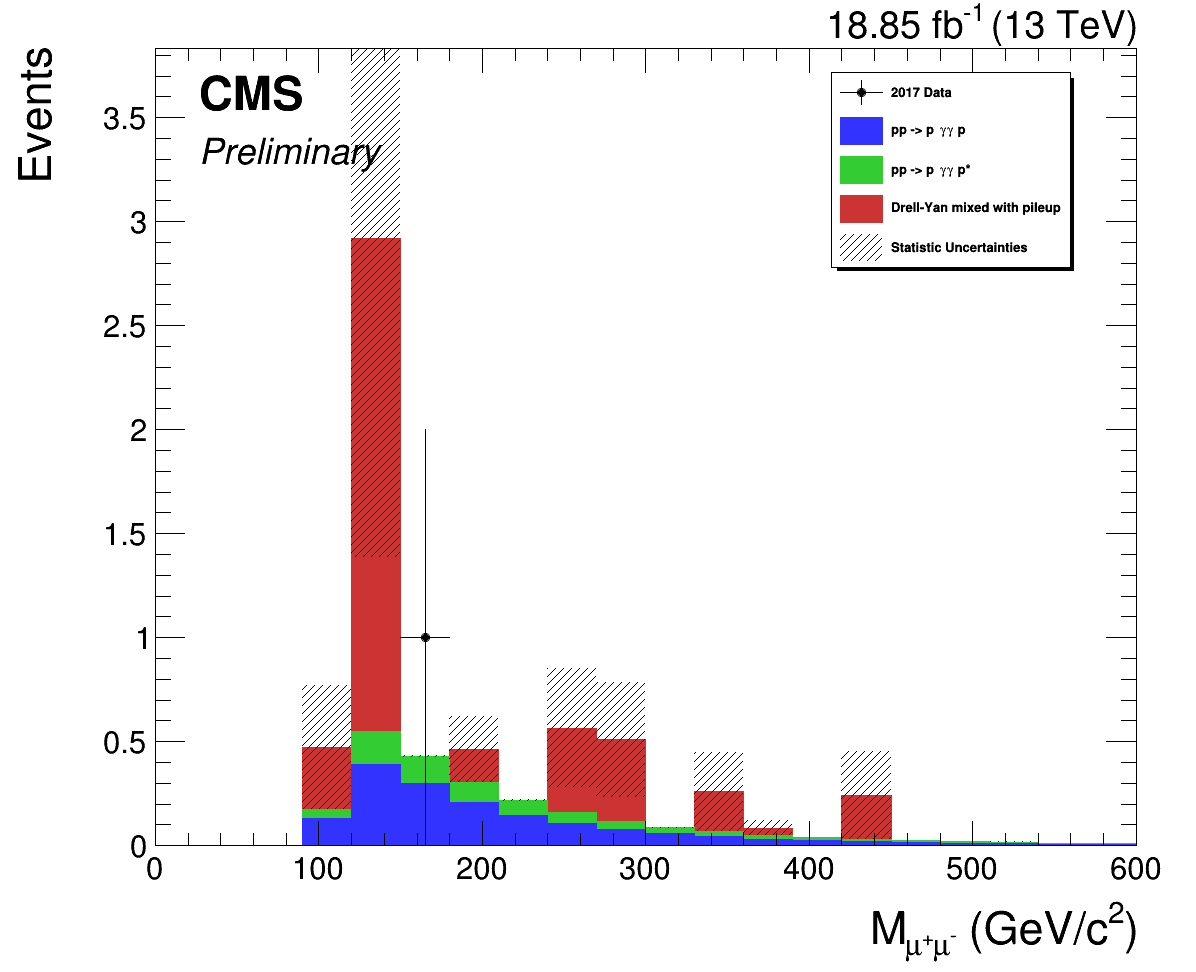 18.85 fb⁻¹ (13 TeV)
Events
CMS
Preliminary
2017 Data
pp -> p γγ p
pp -> p γγ p*
Drell-Yan mixed with pileup
Statistic Uncertainties
3.5
3
2.5
2
1.5
1
0.5
0
0 100 200 300 400 500 600
M_μ⁺μ⁻ (GeV/c²)